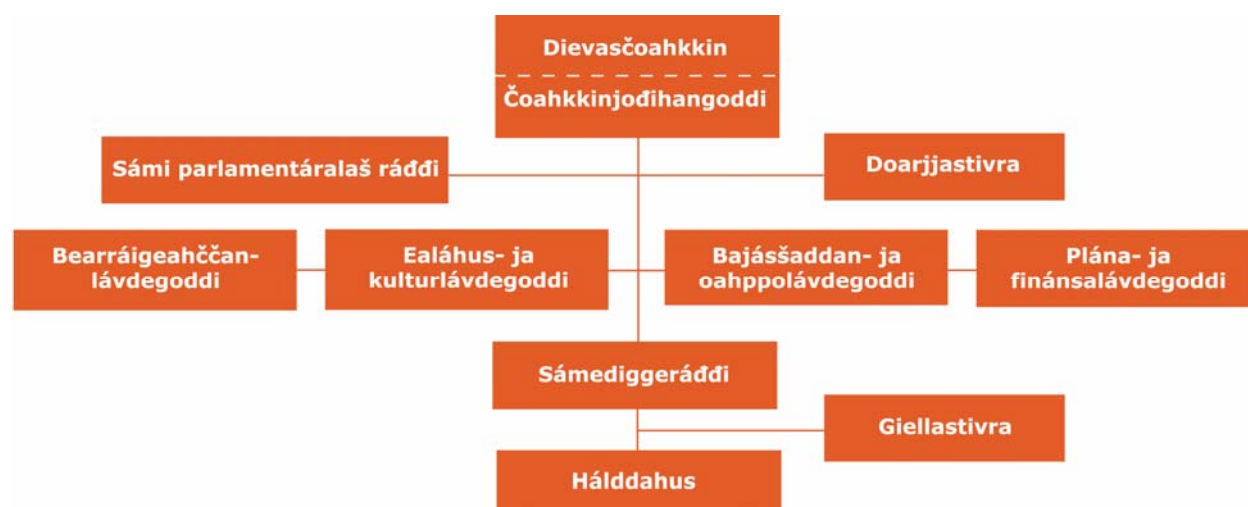 Dievasčoahkkin
Čoahkkinjođihangoddi
Sámi parlamentáralaš ráđđi
Doarjjastivra
Bearráigeahččan-
lávdegoddi
Ealáhus- ja
kulturlávdegoddi
Bajásšaddan- ja
oahppolávdegoddi
Plána- ja
finánsalávdegoddi
Sámediggeráđđi
Giellastivra
Hálddahus